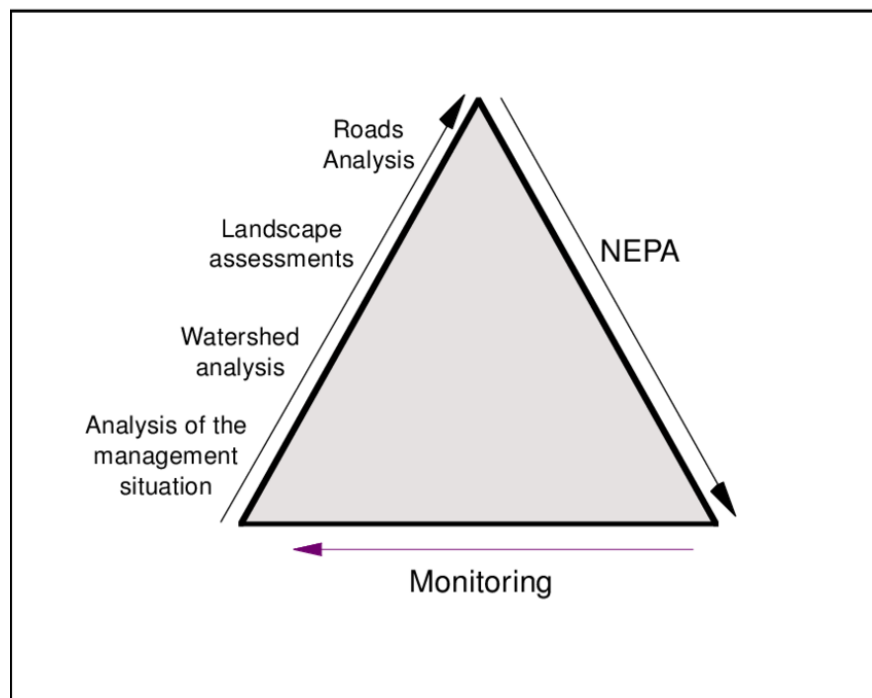 Roads
Analysis
Landscape
assessments
NEPA
Watershed
analysis
Analysis of the
management
situation
Monitoring